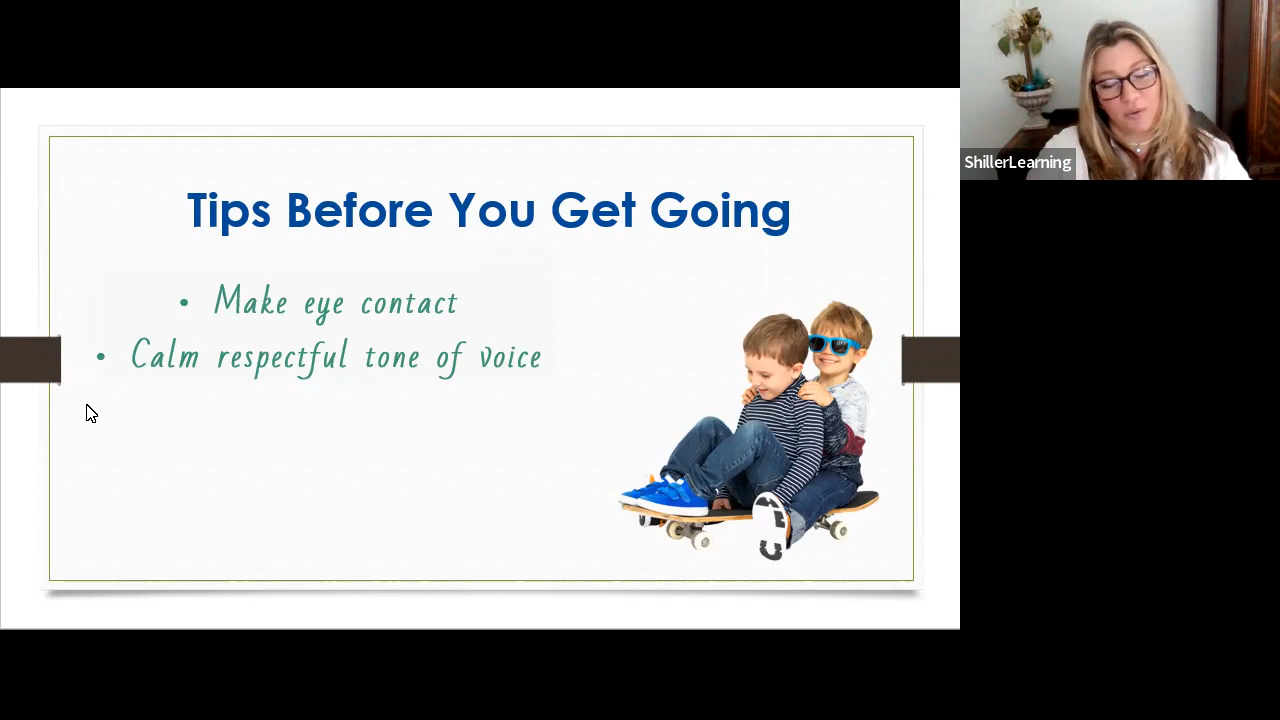 Tips Before You Get Going
• Make eye contact
• Calm respectful tone of voice
ShillerLearning